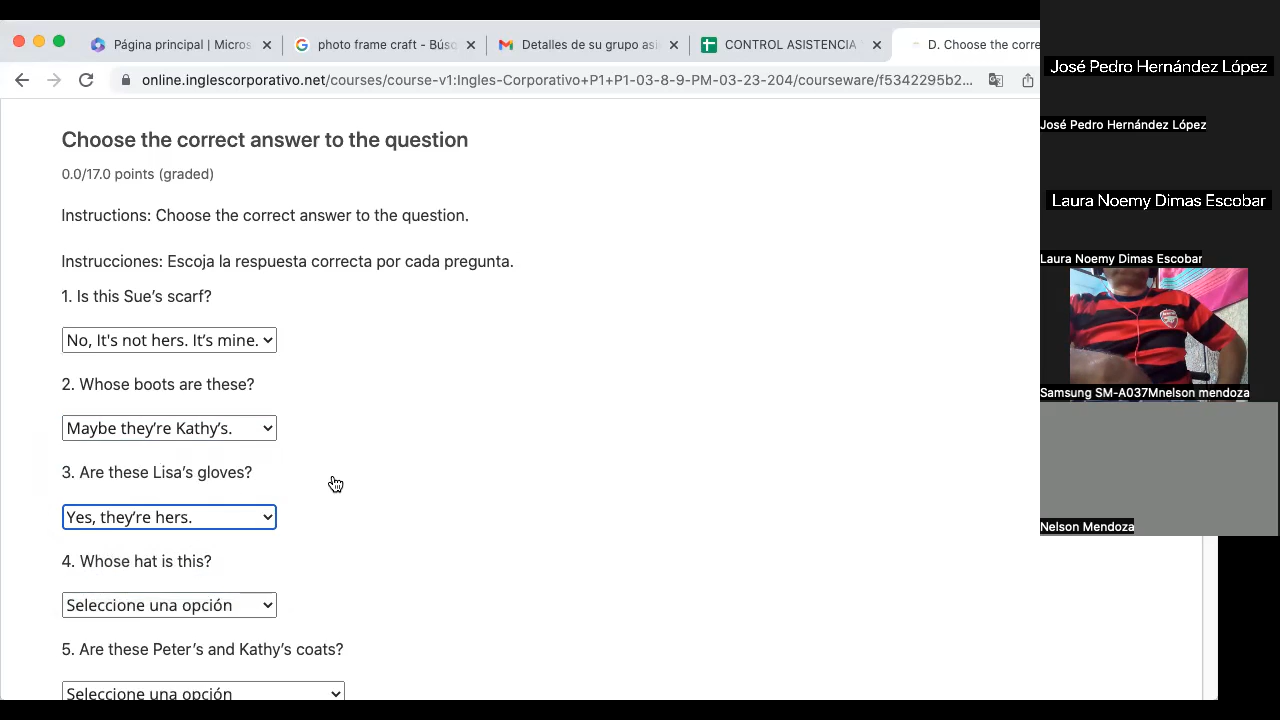 Página principal | Micros
photo frame craft - Búsc
Detalles de su grupo asi
CONTROL ASISTENCIA
D. Choose the corre
online.inglescorporativo.net/courses/course-v1:Ingles-Corporativo+P1+P1-03-8-9-PM-03-23-204/courseware/f5342295b2...
Choose the correct answer to the question
0.0/17.0 points (graded)
Instructions: Choose the correct answer to the question.
Instrucciones: Escoja la respuesta correcta por cada pregunta.
1. Is this Sue’s scarf?
No, It's not hers. It’s mine.
2. Whose boots are these?
Maybe they’re Kathy’s.
3. Are these Lisa’s gloves?
Yes, they’re hers.
4. Whose hat is this?
Seleccione una opción
5. Are these Peter’s and Kathy’s coats?
Seleccione una opción
José Pedro Hernández López
José Pedro Hernández López
Laura Noemy Dimas Escobar
Laura Noemy Dimas Escobar
Samsung SM-A037Mnelson mendoza
Nelson Mendoza